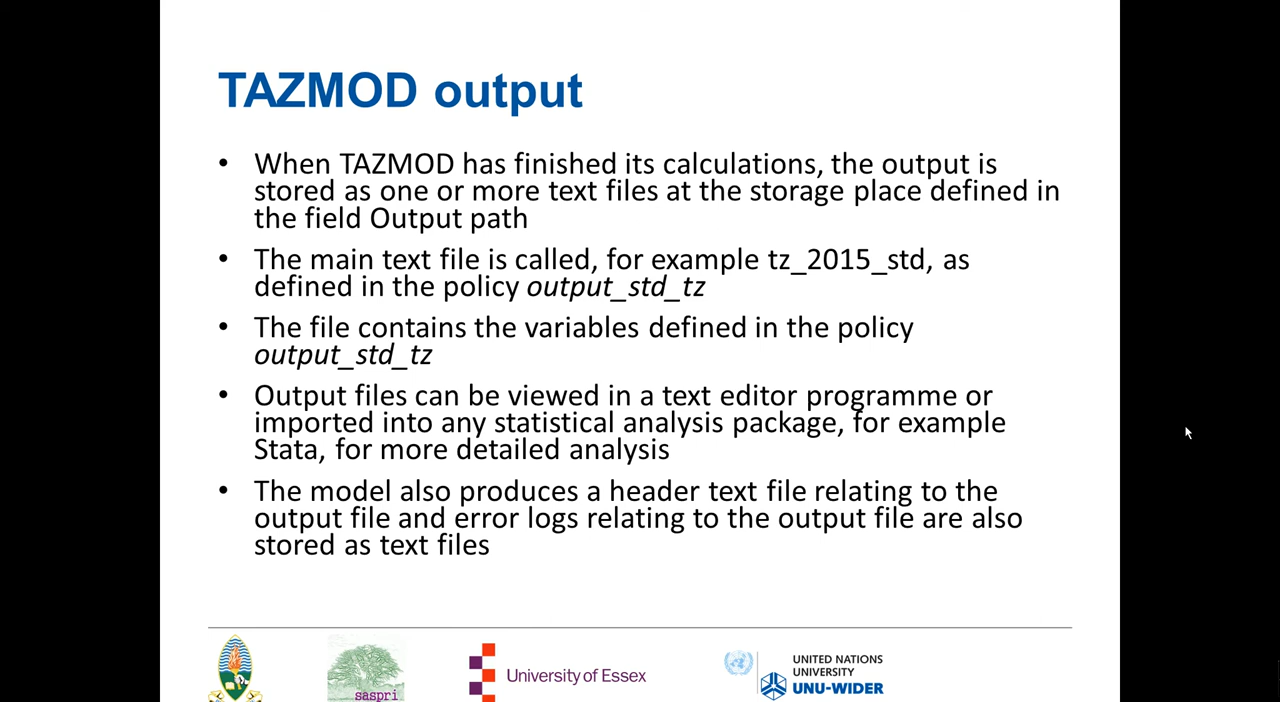 TAZMOD output
• When TAZMOD has finished its calculations, the output is
stored as one or more text files at the storage place defined in
the field Output path
• The main text file is called, for example tz_2015_std, as
defined in the policy output_std_tz
• The file contains the variables defined in the policy
output_std_tz
• Output files can be viewed in a text editor programme or
imported into any statistical analysis package, for example
Stata, for more detailed analysis
• The model also produces a header text file relating to the
output file and error logs relating to the output file are also
stored as text files
saspri
University of Essex
UNITED NATIONS
UNIVERSITY
UNU-WIDER